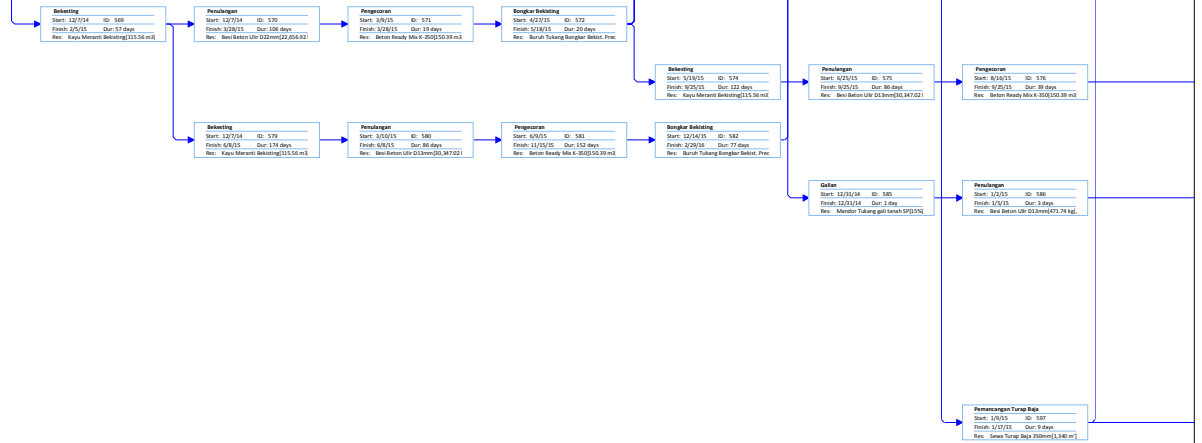 Bekesting
Start: 12/7/14 ID: 569
Finish: 2/5/15 Dur: 57 days
Res: Kayu Meranti Bekisting[115.56 m3]
Penulangan
Start: 12/7/14 ID: 570
Finish: 3/28/15 Dur: 106 days
Res: Besi Beton Ulir D22mm[22,656.92
Pengecoran
Start: 3/9/15 ID: 571
Finish: 3/28/15 Dur: 19 days
Res: Beton Ready Mix K-350[150.39 m3
Bongkar Bekisting
Start: 4/27/15 ID: 572
Finish: 5/18/15 Dur: 20 days
Res: Buruh Tukang Bongkar Bekist. Prec
Bekesting
Start: 5/19/15 ID: 574
Finish: 9/25/15 Dur: 122 days
Res: Kayu Meranti Bekisting[115.56 m3]
Penulangan
Start: 6/25/15 ID: 575
Finish: 9/25/15 Dur: 86 days
Res: Besi Beton Ulir D13mm[30,347.02
Pengecoran
Start: 8/16/15 ID: 576
Finish: 9/25/15 Dur: 39 days
Res: Beton Ready Mix K-350[150.39 m3
Bekesting
Start: 12/7/14 ID: 579
Finish: 6/8/15 Dur: 174 days
Res: Kayu Meranti Bekisting[115.56 m3]
Penulangan
Start: 3/10/15 ID: 580
Finish: 6/8/15 Dur: 86 days
Res: Besi Beton Ulir D13mm[30,347.02
Pengecoran
Start: 6/9/15 ID: 581
Finish: 11/15/15 Dur: 152 days
Res: Beton Ready Mix K-350[150.39 m3
Bongkar Bekisting
Start: 12/14/15 ID: 582
Finish: 2/29/16 Dur: 77 days
Res: Buruh Tukang Bongkar Bekist. Prec
Galian
Start: 12/31/14 ID: 585
Finish: 12/31/14 Dur: 1 day
Res: Mandor Tukang gali tanah SP[15%]
Penulangan
Start: 1/2/15 ID: 586
Finish: 1/5/15 Dur: 3 days
Res: Besi Beton Ulir D13mm[471.74 kg],
Pemancangan Turap Baja
Start: 1/9/15 ID: 597
Finish: 1/17/15 Dur: 9 days
Res: Sewa Turap Baja 350mm[1,340 m']